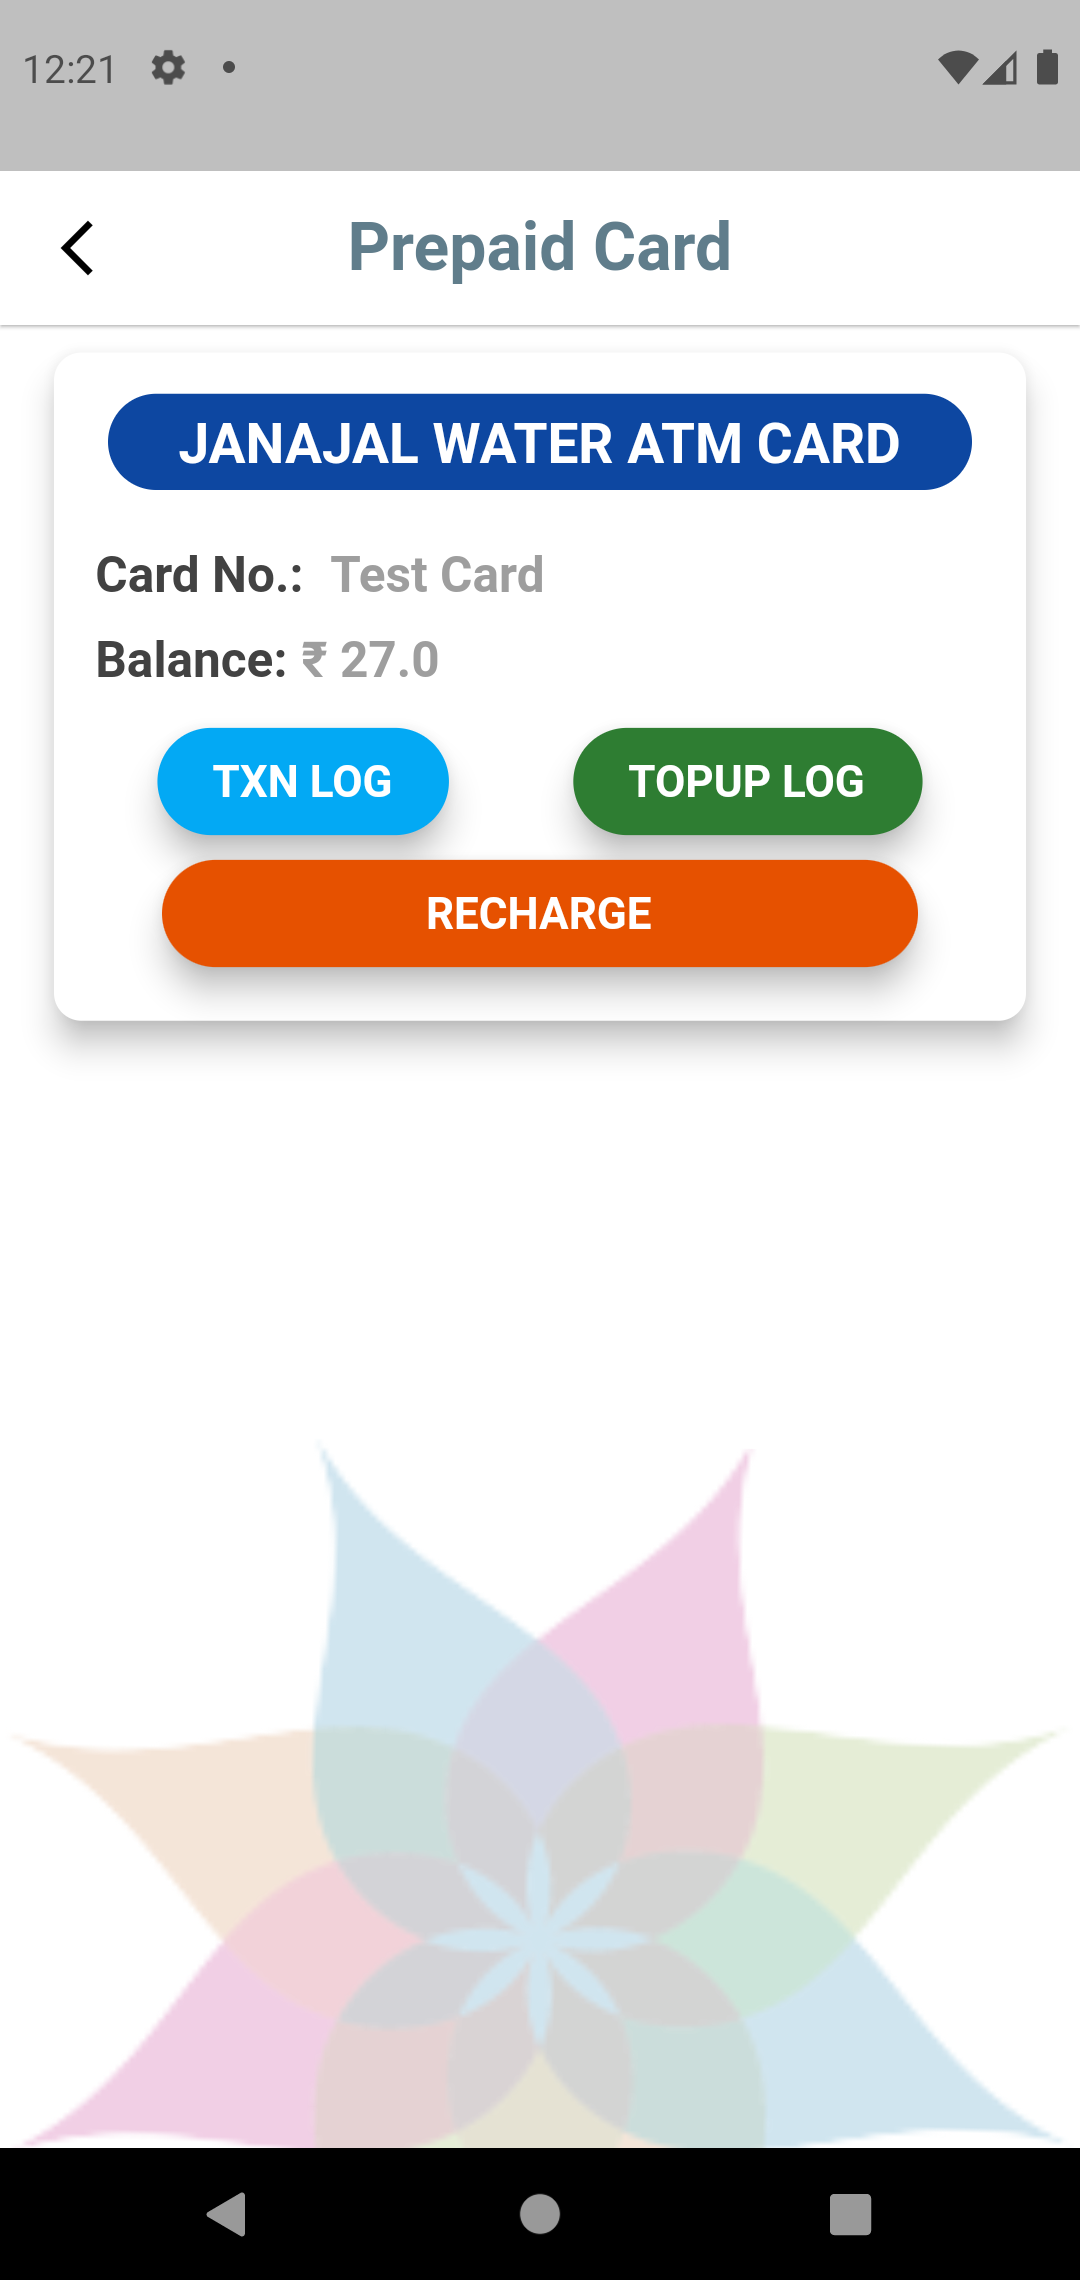 12:21
Prepaid Card
JANAJAL WATER ATM CARD
Card No.: Test Card
Balance: ₹ 27.0
TXN LOG TOPUP LOG
RECHARGE